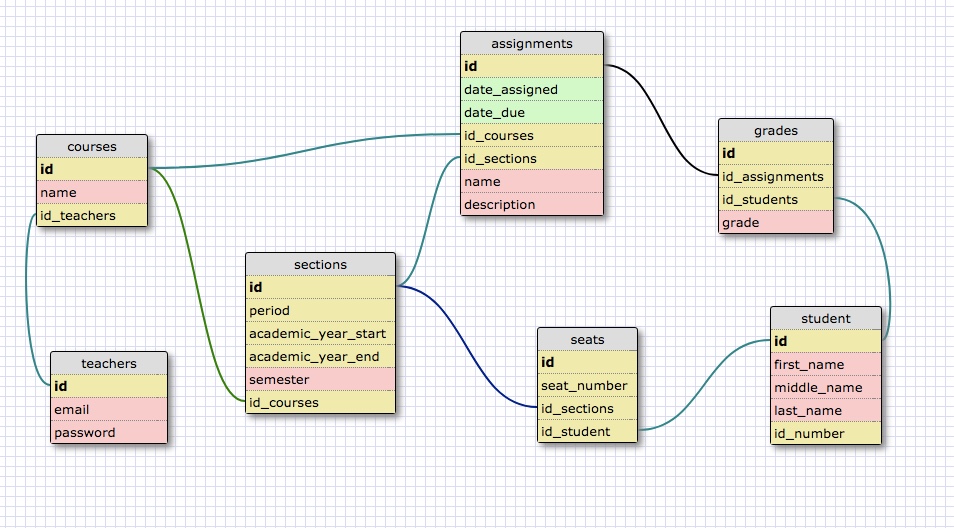 assignments
id
date_assigned
date_due
id_courses
id_sections
name
description
grades
id
id_assignments
id_students
grade
courses
id
name
id_teachers
sections
id
period
academic_year_start
academic_year_end
semester
id_courses
student
id
first_name
middle_name
last_name
id_number
seats
id
seat_number
id_sections
id_student
teachers
id
email
password